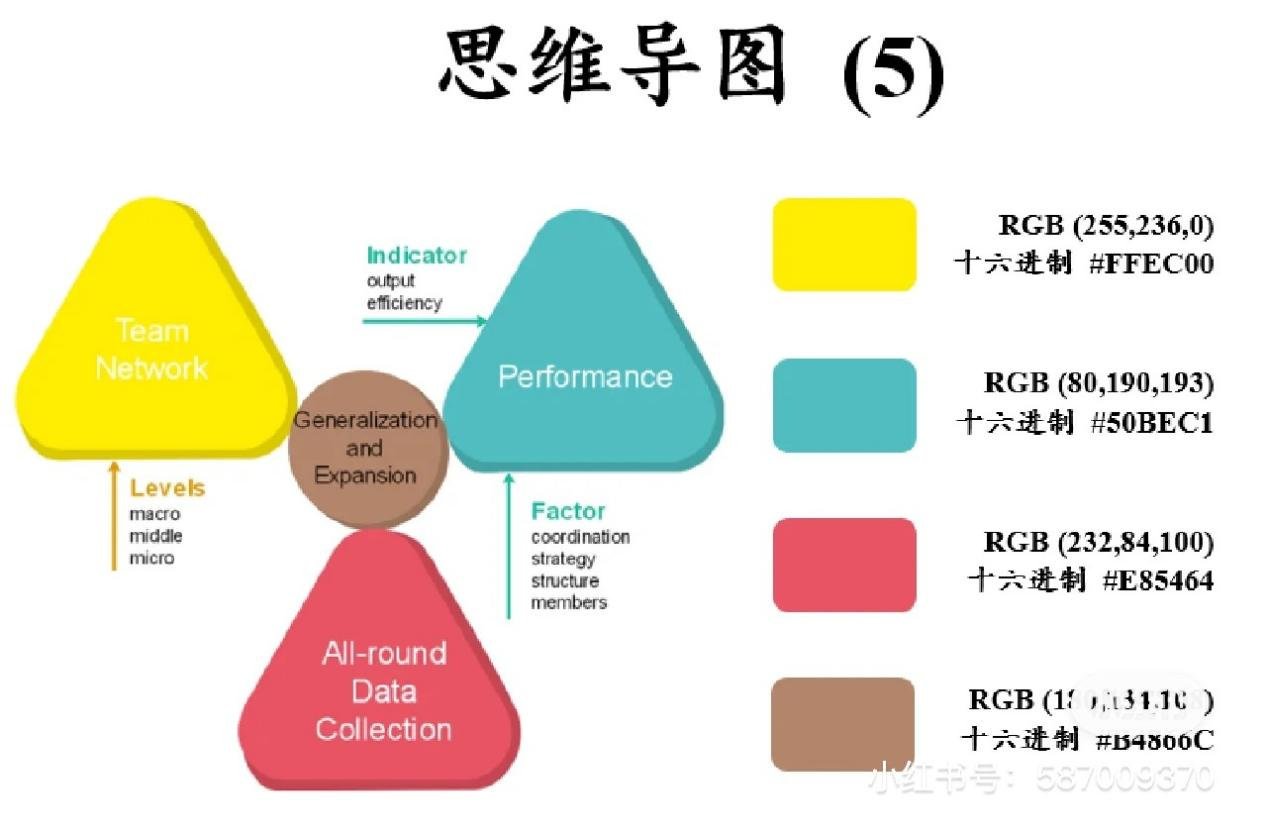 思维导图 (5)
Team
Network
Indicator
output
efficiency
Performance
Generalization
and
Expansion
Levels
macro
middle
micro
Factor
coordination
strategy
structure
members
All-round
Data
Collection
RGB (255,236,0)
十六进制 #FFEC00
RGB (80,190,193)
十六进制 #50BEC1
RGB (232,84,100)
十六进制 #E85464
RGB
十六进制 #B4866C
小红书号：587009370